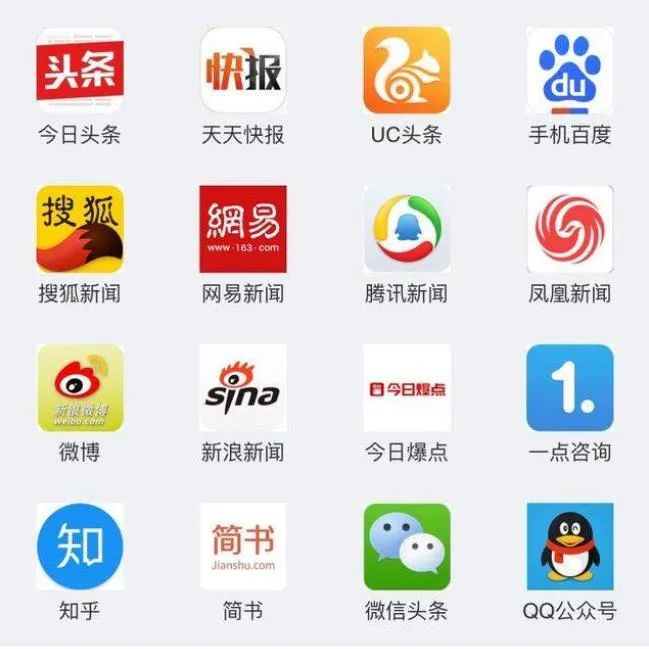 头条
快报
du
今日头条
天天快报
UC头条
手机百度
搜狐
網易
www·163·com
搜狐新闻
网易新闻
腾讯新闻
凤凰新闻
新浪微博
weibo.com
sina
今日爆点
1.
微博
新浪新闻
今日爆点
一点咨询
知
简书
Jianshu.com
知乎
简书
微信头条
QQ公众号